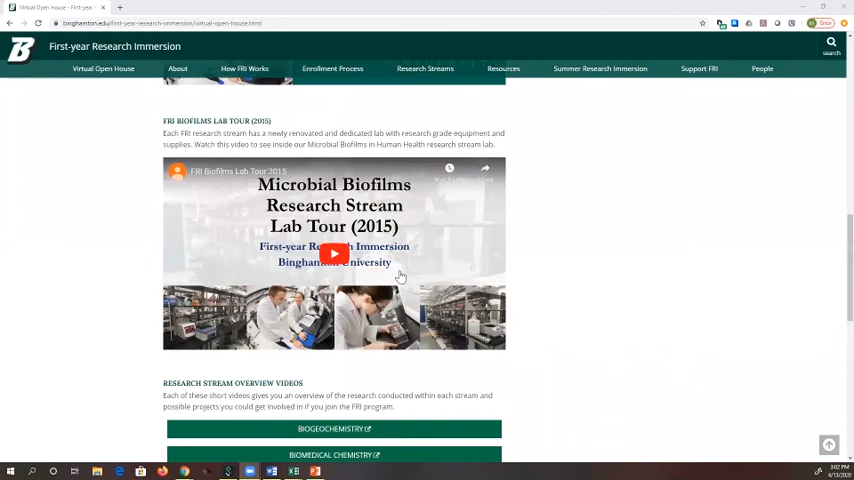 Virtual Open House - First-year
binghamton.edu/first-year-research-immersion/virtual-open-house.html
Error
B First-year Research Immersion
search
Virtual Open House About How FRI Works Enrollment Process Research Streams Resources Summer Research Immersion Support FRI People
FRI BIOFILMS LAB TOUR (2015)
Each FRI research stream has a newly renovated and dedicated lab with research grade equipment and
supplies. Watch this video to see inside our Microbial Biofilms in Human Health research stream lab.
FRI Biofilms Lab Tour 2015
Microbial Biofilms
Research Stream
Lab Tour (2015)
First-year Research Immersion
Binghamton University
RESEARCH STREAM OVERVIEW VIDEOS
Each of these short videos gives you an overview of the research conducted within each stream and
possible projects you could get involved in if you join the FRI program.
BIOGEOCHEMISTRY
BIOMEDICAL CHEMISTRY
3:02 PM
4/13/2020